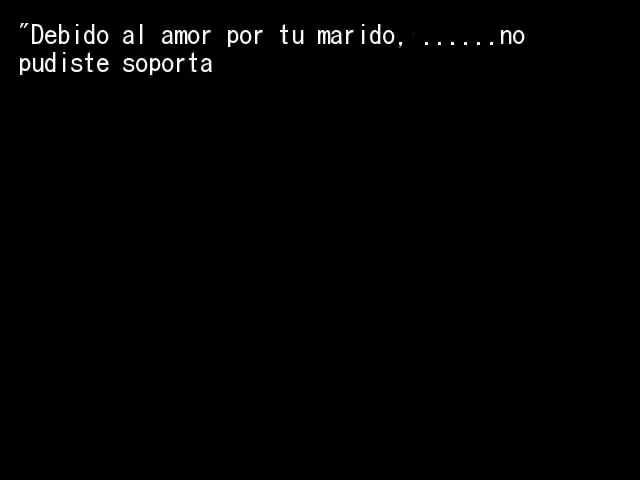 "Debido al amor por tu marido, ......no
pudiste soporta